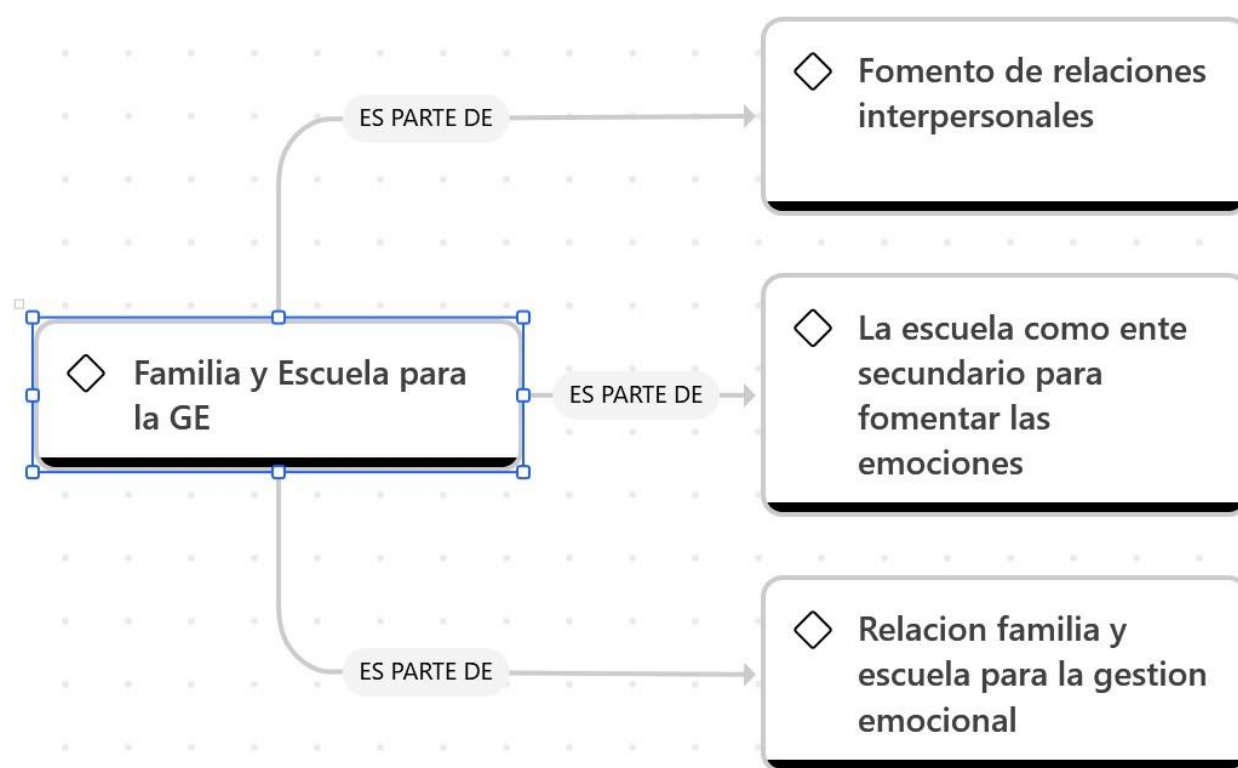 Fomento de relaciones
interpersonales
ES PARTE DE
Familia y Escuela para
la GE
ES PARTE DE
La escuela como ente
secundario para
fomentar las
emociones
ES PARTE DE
Relacion familia y
escuela para la gestion
emocional